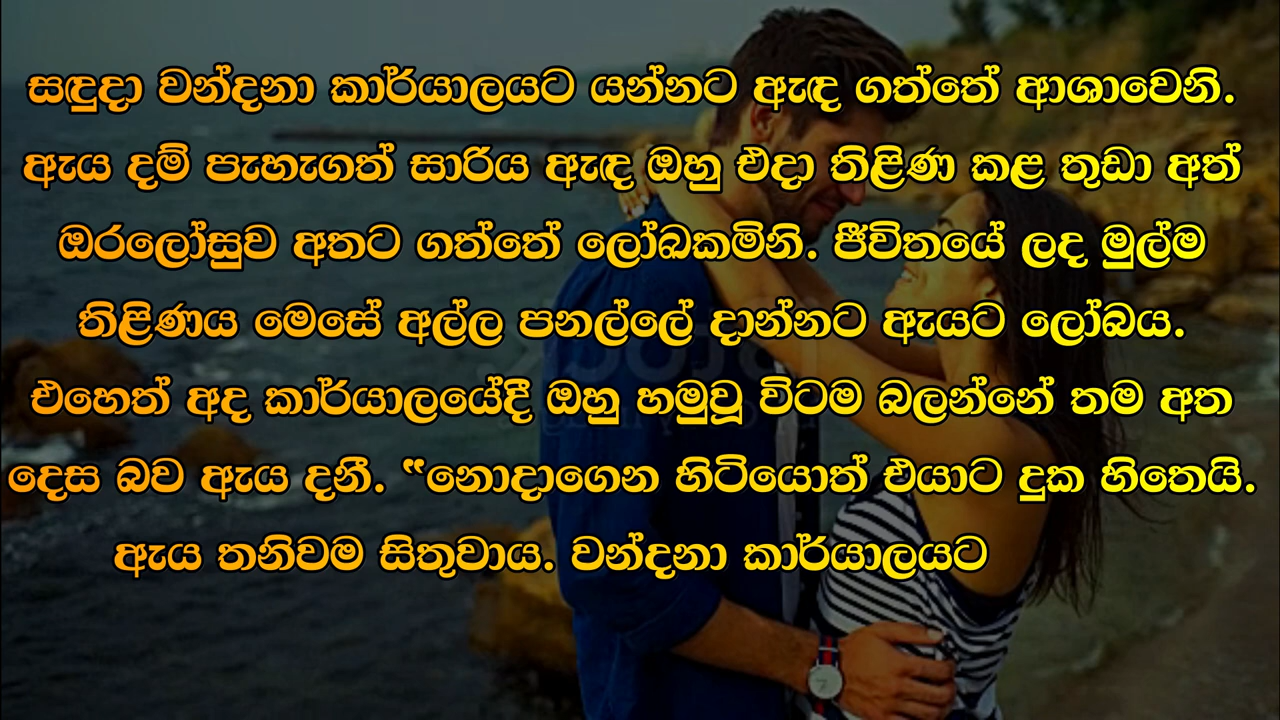 සඳුදා වන්දනා කාර්යාලයට යන්නට ඇඳ ගත්තේ ආශාවෙනි.
ඇය දම් පැහැගත් සාරිය ඇඳ ඔහු එදා තිළිණ කළ තුඩා අත්
ඔරලෝසුව අතට ගත්තේ ලෝඛකමිනි. ජීවිතයේ ලද මුල්ම
තිළිණය මෙසේ අල්ල පනල්ලේ දාන්නට ඇයට ලෝබය.
එහෙත් අද කාර්යාලයේදී ඔහු හමුවූ විටම බලන්නේ තම අත
දෙස බව ඇය දනී. “නොදාගෙන හිටියොත් එයාට දුක හිතෙයි.
ඇය තනිවම සිතුවාය. වන්දනා කාර්යාලයට